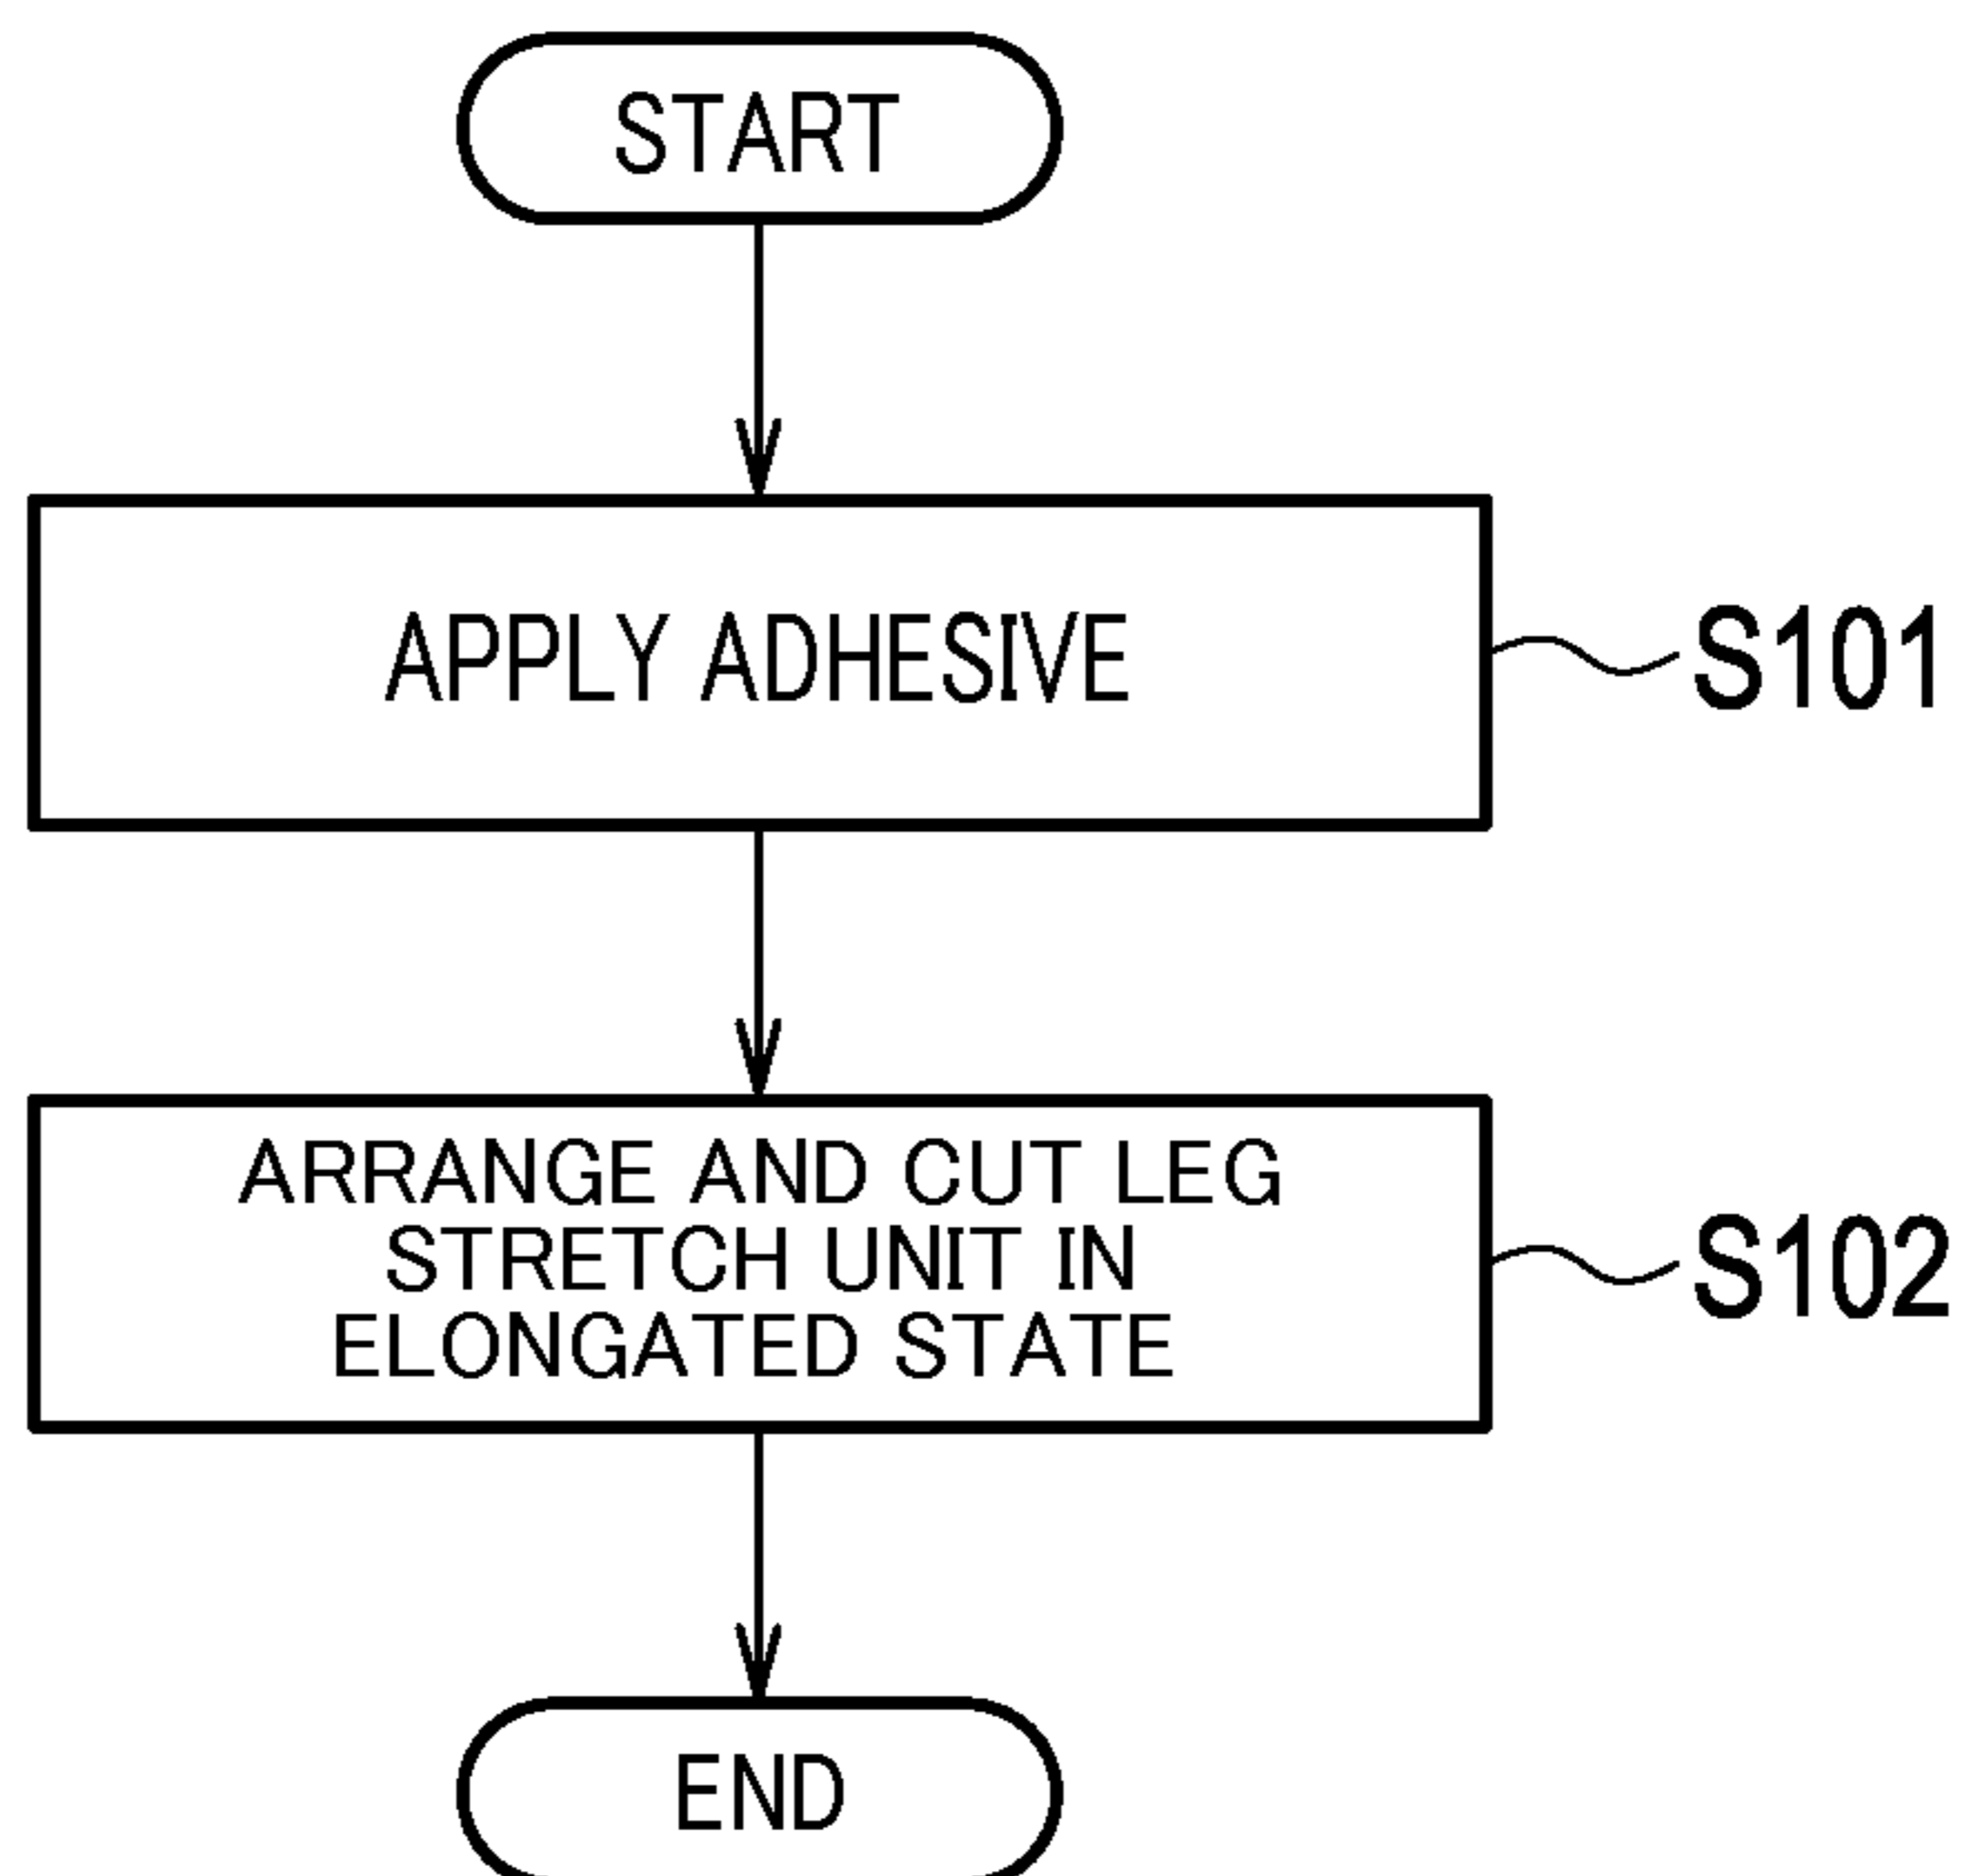 START
APPLY ADHESIVE
S101
ARRANGE AND CUT LEG
STRETCH UNIT IN
ELONGATED STATE
S102
END